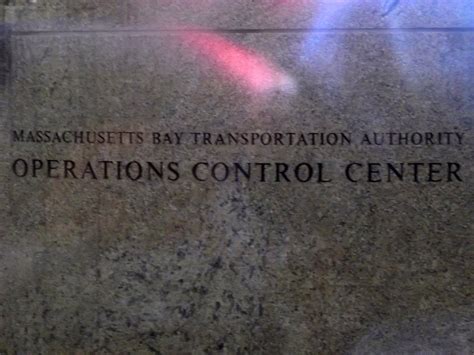 MASSACHUSETTS BAY TRANSPORTATION AUTHORITY
OPERATIONS CONTROL CENTER